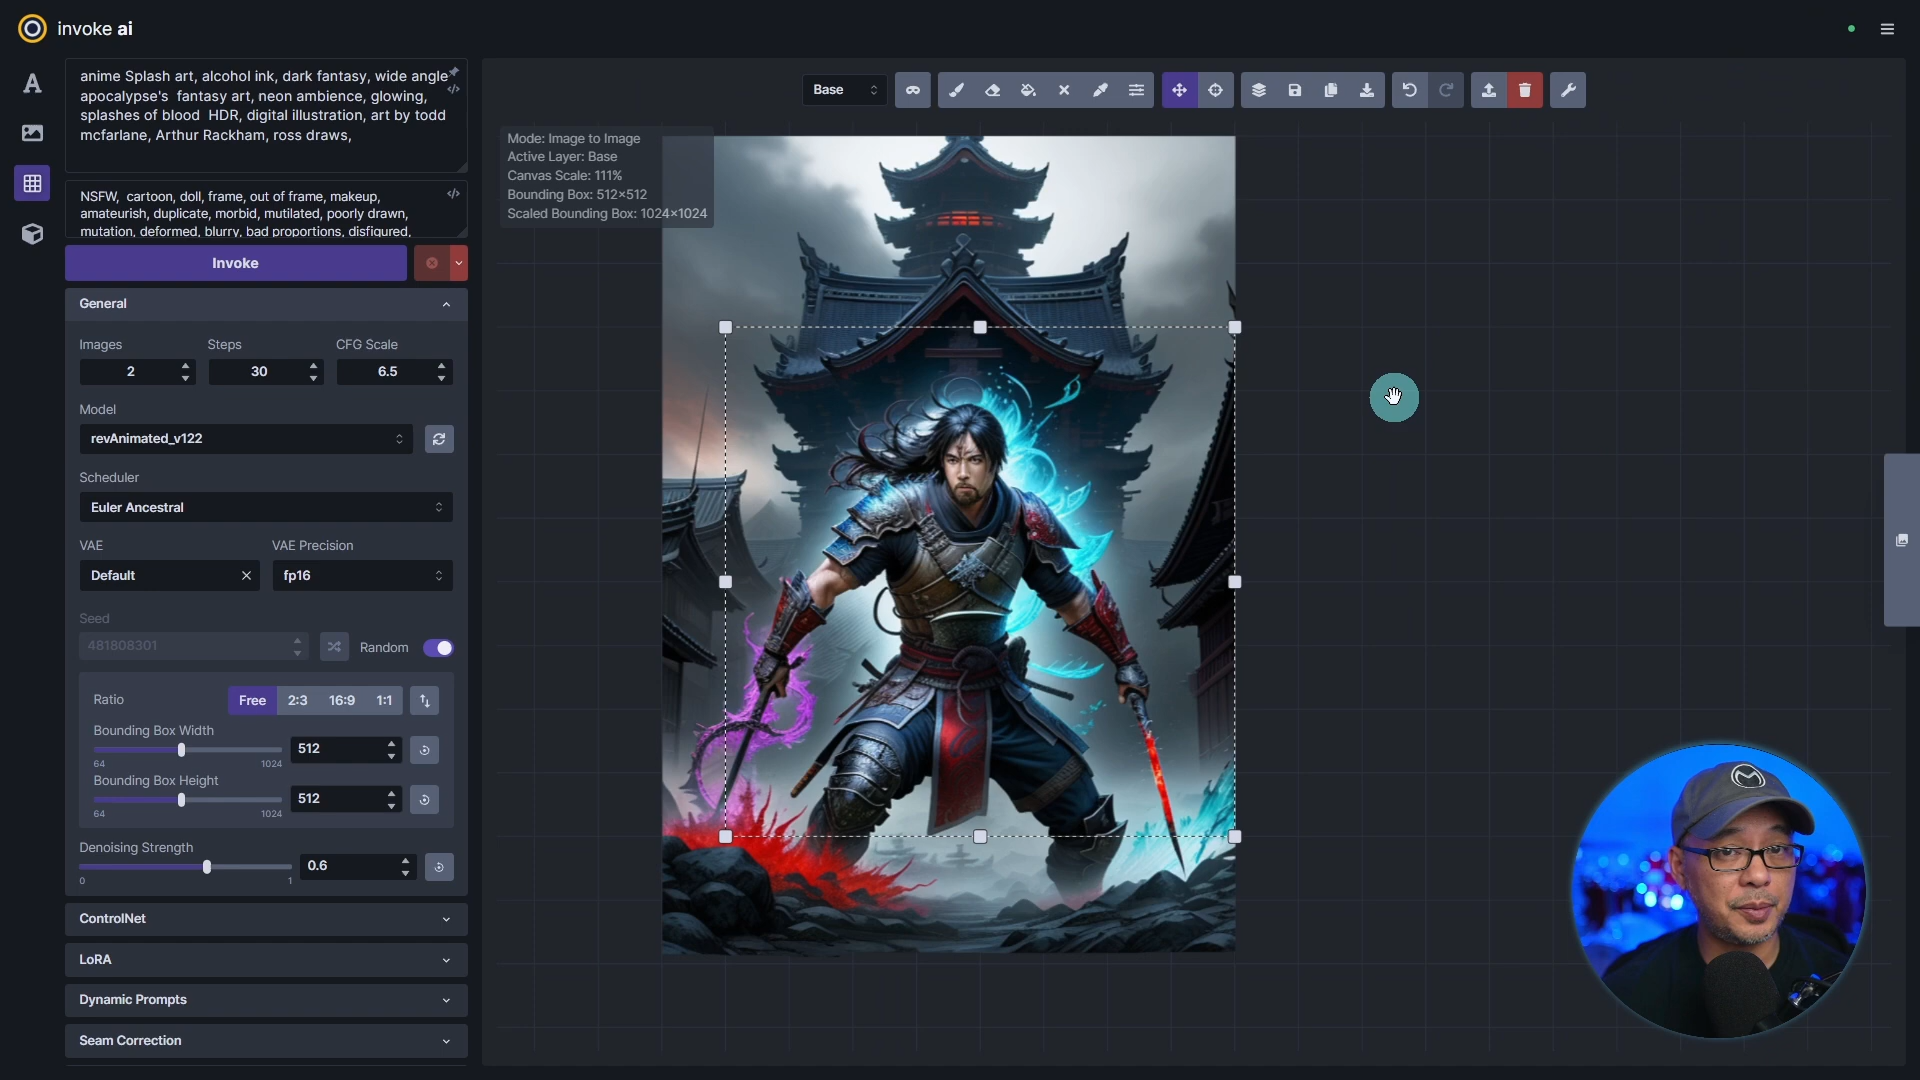 invoke ai
anime Splash art, alcohol ink, dark fantasy, wide angle
apocalypse's fantasy art, neon ambience, glowing,
splashes of blood HDR, digital illustration, art by todd
mcfarlane, Arthur Rackham, ross draws,
NSFW, cartoon, doll, frame, out of frame, makeup,
amateurish, duplicate, morbid, mutilated, poorly drawn,
mutation, deformed, blurry, bad proportions, disfigured,
Invoke
General
Images Steps CFG Scale
2 30 6.5
Model
revAnimated_v122
Scheduler
Euler Ancestral
VAE VAE Precision
Default fp16
Seed
481808301 Random
Ratio Free 2:3 16:9 1:1
Bounding Box Width
512
64 1024
Bounding Box Height
512
64 1024
Denoising Strength
0.6
0 1
ControlNet
LoRA
Dynamic Prompts
Seam Correction
Base
Mode: Image to Image
Active Layer: Base
Canvas Scale: 111%
Bounding Box: 512×512
Scaled Bounding Box: 1024×1024